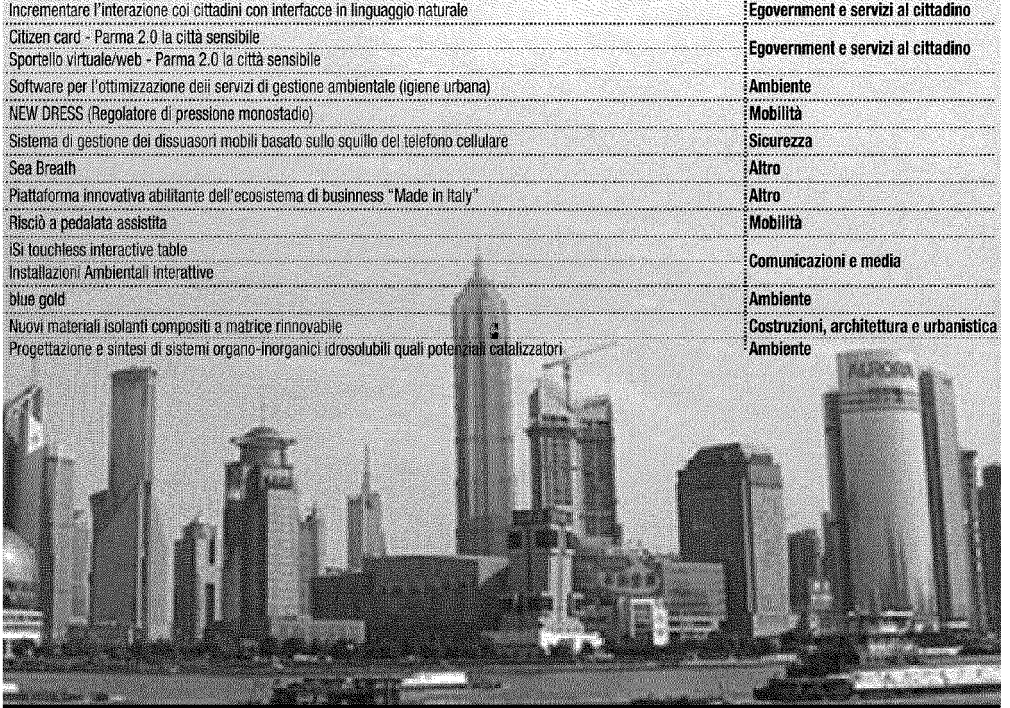 Incrementare l'interazione coi cittadini con interfacce in linguaggio naturale
Egovernment e servizi al cittadino
Citizen card - Parma 2.0 la città sensibile
Sportello virtuale/web - Parma 2.0 la città sensibile
Egovernment e servizi al cittadino
Software per l'ottimizzazione deii servizi di gestione ambientale (igiene urbana)
Ambiente
NEW DRESS (Regolatore di pressione monostadio)
Mobilità
Sistema di gestione dei dissuasori mobili basato sullo squillo del telefono cellulare
Sicurezza
Sea Breath
Altro
Piattaforma innovativa abilitante dell'ecosistema di businness "Made in Italy"
Altro
Risciò a pedalata assistita
Mobilità
iSi touchless interactive table
Installazioni Ambientali Interattive
Comunicazioni e media
blue gold
Ambiente
Nuovi materiali isolanti compositi a matrice rinnovabile
Costruzioni, architettura e urbanistica
Progettazione e sintesi di sistemi organo-inorganici idrosolubili quali potenziali catalizzatori
Ambiente
AURORA